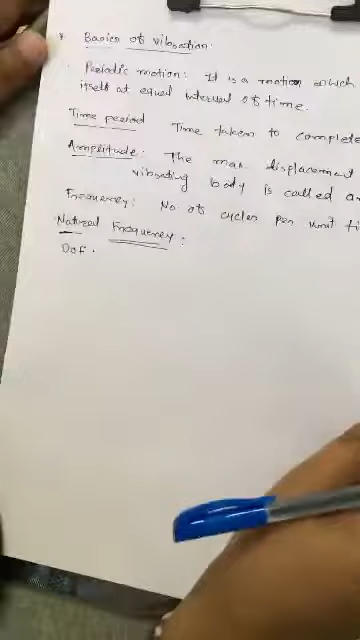 * Basics of vibration.
Periodic motion: It is a motion which
itself at equal interval of time.
Time period Time taken to complete
Amplitude: The max displacement
vibrating body is called
Frequency: No of cycles per unit
Natural Frequency:
Dof.